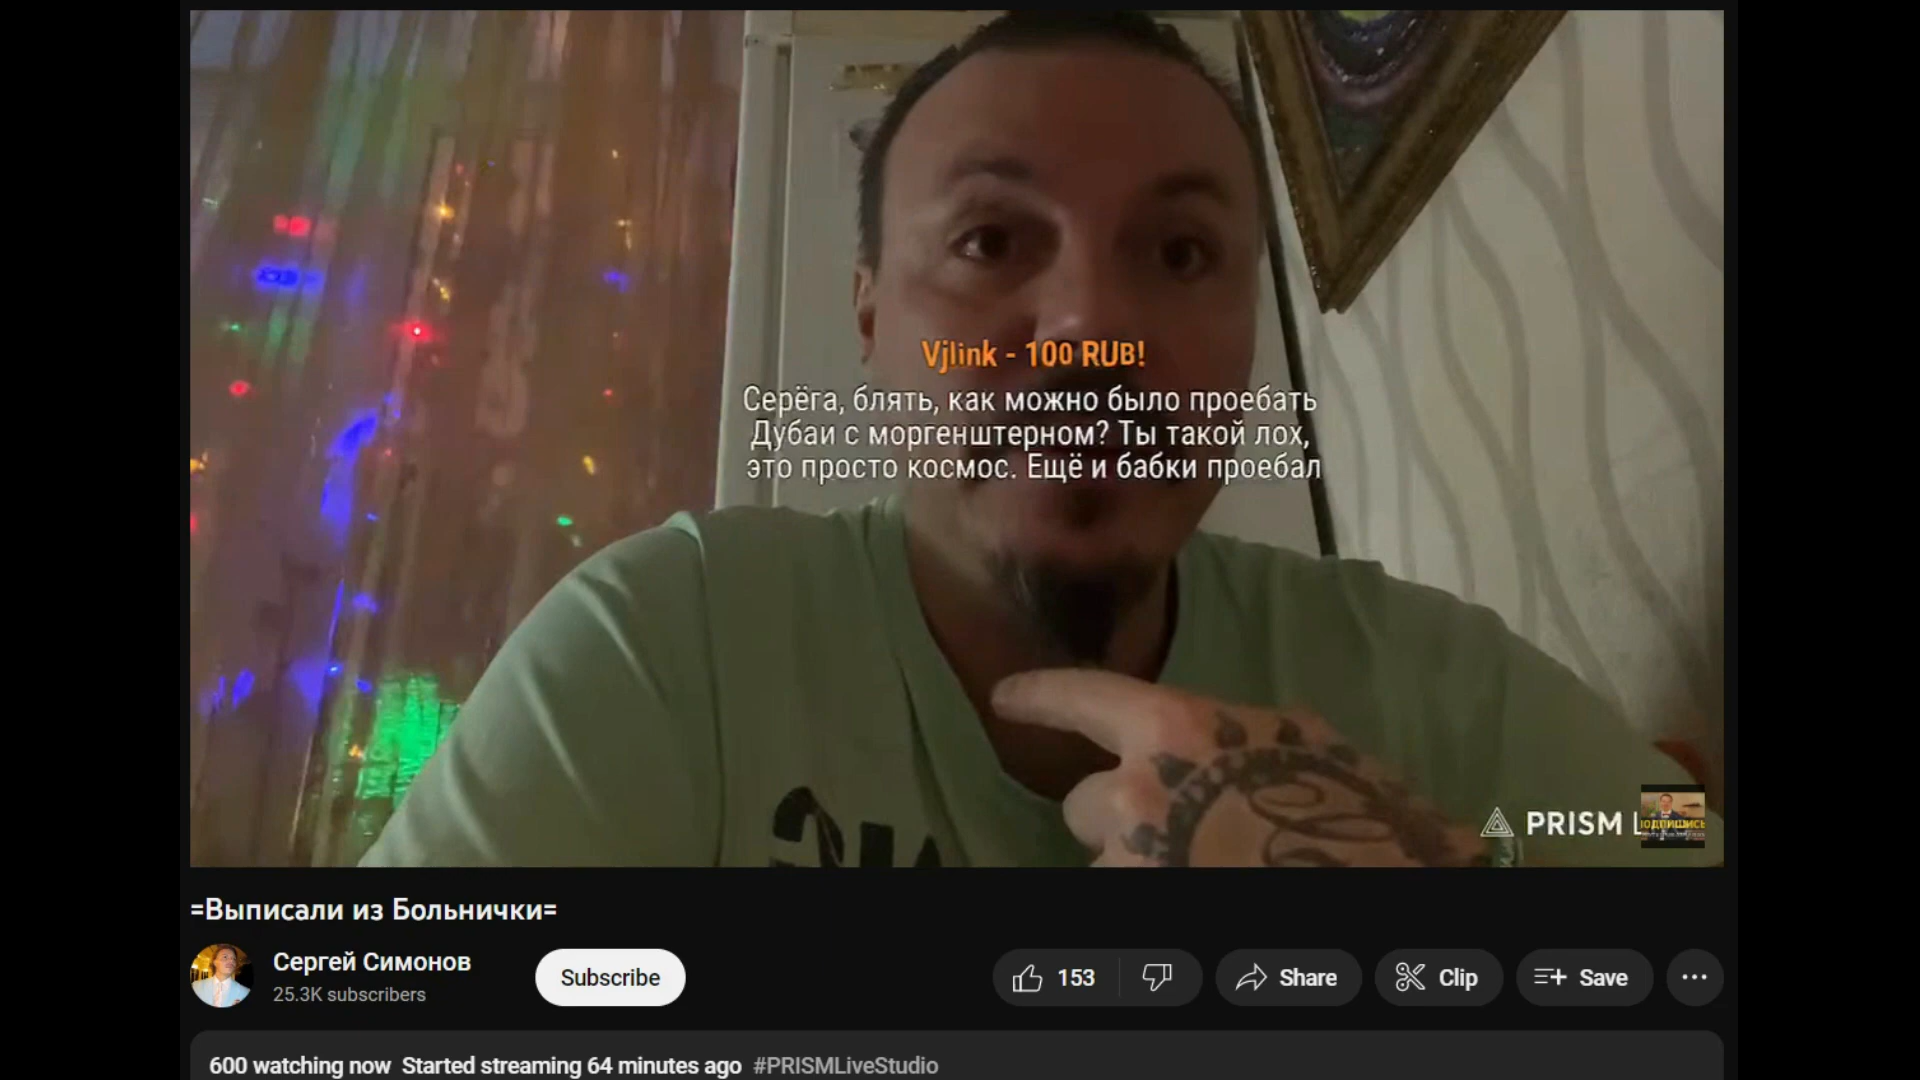 Vjlink - 100 RUB!
Серёга, блять, как можно было проебать
Дубаи с моргенштерном? Ты такой лох,
это просто космос. Ещё и бабки проебал
PRISM L
ПОДПИШИСЬ
=Выписали из Больнички=
Сергей Симонов
25.3K subscribers
Subscribe
153
Share
Clip
Save
600 watching now Started streaming 64 minutes ago #PRISMLiveStudio